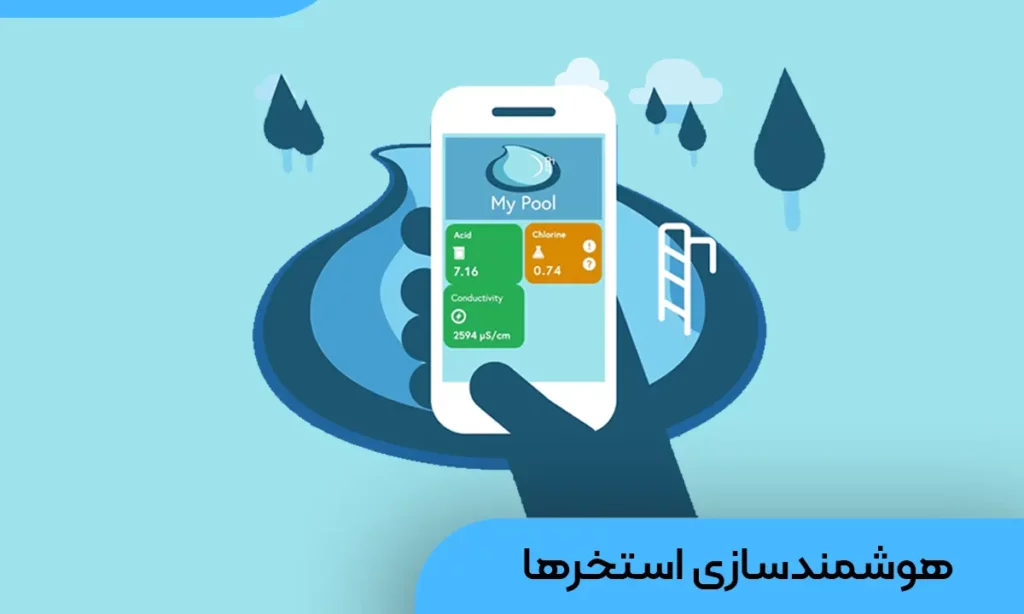 My Pool
Acid
7.16
Chlorine
!
?
0.74
Conductivity
2594 µS/cm
هوشمندسازی استخرها